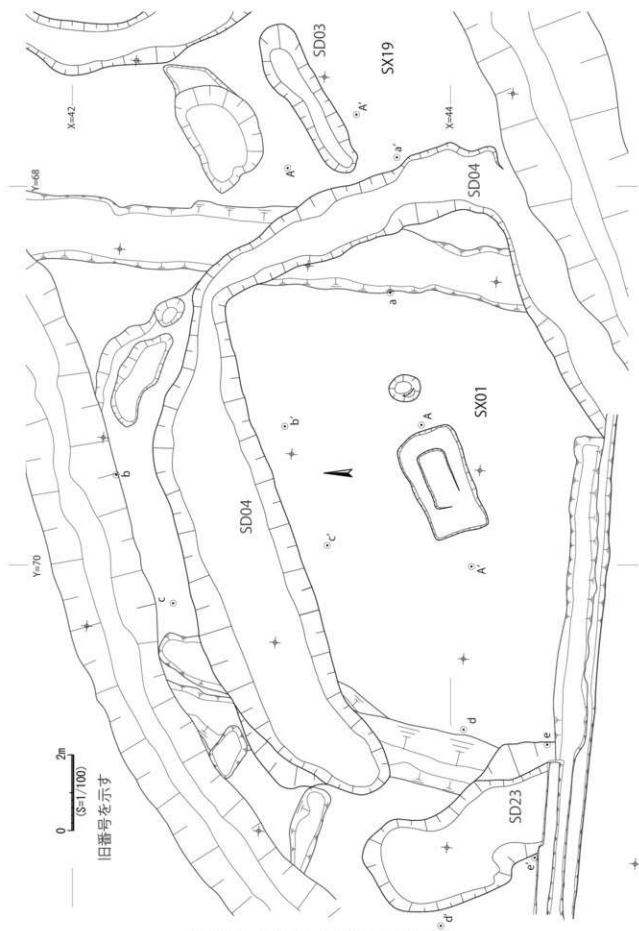 X=42
X=44
Y=68
Y=70
SD03
SX19
A'
A
a'
SD04
a
b
b'
SX01
A
SD04
c'
A'
c
d
e
SD23
e'
d'
0 2m
(S=1/100)
旧番号を示す